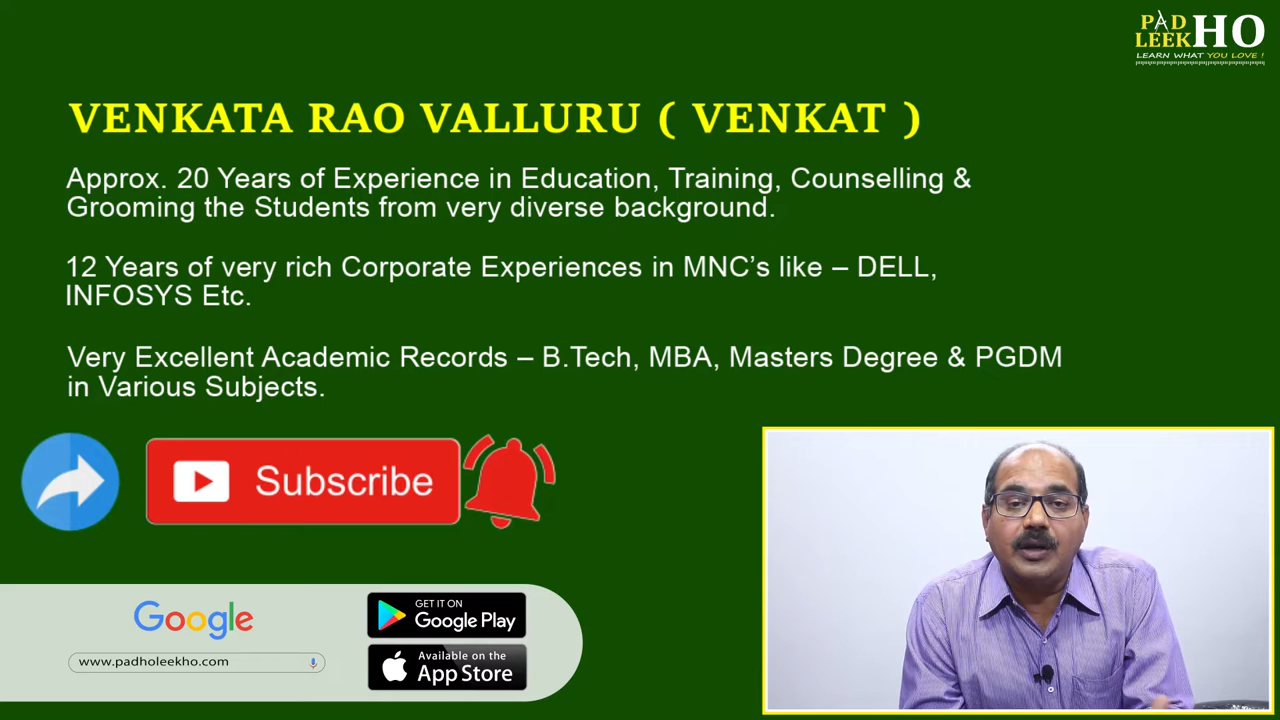 PAD
LEEKHO
LEARN WHAT YOU LOVE !
VENKATA RAO VALLURU ( VENKAT )
Approx. 20 Years of Experience in Education, Training, Counselling &
Grooming the Students from very diverse background.
12 Years of very rich Corporate Experiences in MNC’s like – DELL,
INFOSYS Etc.
Very Excellent Academic Records – B.Tech, MBA, Masters Degree & PGDM
in Various Subjects.
Subscribe
Google
www.padholeekho.com
GET IT ON
Google Play
Available on the
App Store